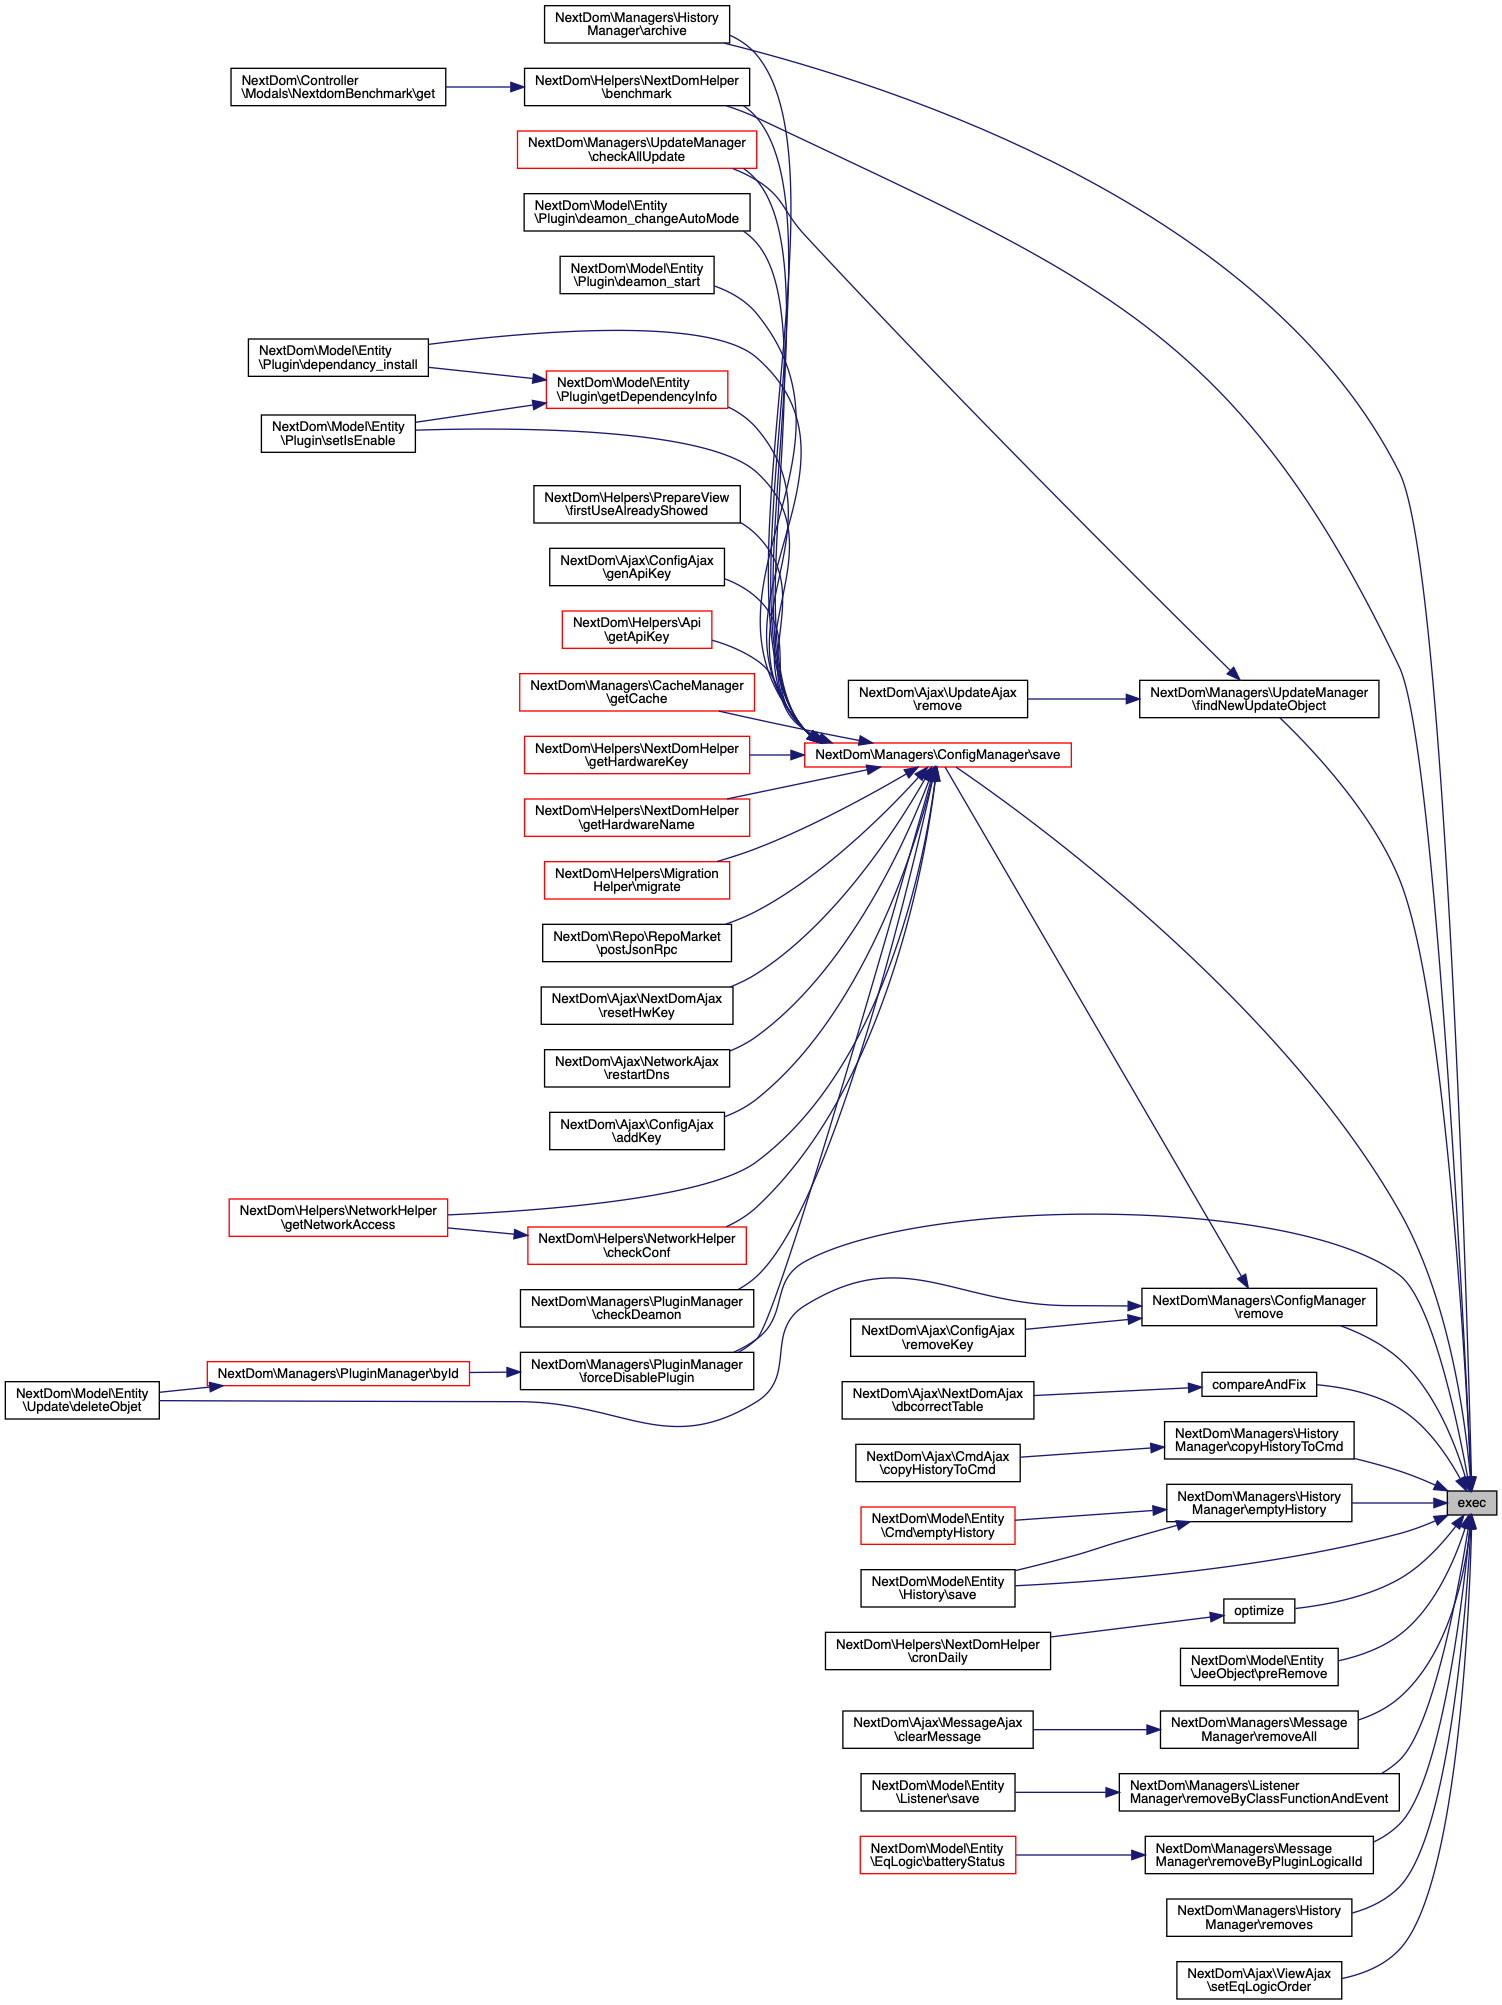 NextDom\Managers\History
Manager\archive
NextDom\Controller
\Modals\NextdomBenchmark\get
NextDom\Helpers\NextDomHelper
\benchmark
NextDom\Managers\UpdateManager
\checkAllUpdate
NextDom\Model\Entity
\Plugin\deamon_changeAutoMode
NextDom\Model\Entity
\Plugin\deamon_start
NextDom\Model\Entity
\Plugin\dependancy_install
NextDom\Model\Entity
\Plugin\getDependencyInfo
NextDom\Model\Entity
\Plugin\setIsEnable
NextDom\Helpers\PrepareView
\firstUseAlreadyShowed
NextDom\Ajax\ConfigAjax
\genApiKey
NextDom\Helpers\Api
\getApiKey
NextDom\Managers\CacheManager
\getCache
NextDom\Ajax\UpdateAjax
\remove
NextDom\Managers\UpdateManager
\findNewUpdateObject
NextDom\Helpers\NextDomHelper
\getHardwareKey
NextDom\Managers\ConfigManager\save
NextDom\Helpers\NextDomHelper
\getHardwareName
NextDom\Helpers\Migration
Helper\migrate
NextDom\Repo\RepoMarket
\postJsonRpc
NextDom\Ajax\NextDomAjax
\resetHwKey
NextDom\Ajax\NetworkAjax
\restartDns
NextDom\Ajax\ConfigAjax
\addKey
NextDom\Helpers\NetworkHelper
\getNetworkAccess
NextDom\Helpers\NetworkHelper
\checkConf
NextDom\Managers\PluginManager
\checkDeamon
NextDom\Managers\ConfigManager
\remove
NextDom\Ajax\ConfigAjax
\removeKey
NextDom\Managers\PluginManager
\forceDisablePlugin
NextDom\Managers\PluginManager\byId
NextDom\Model\Entity
\Update\deleteObjet
compareAndFix
NextDom\Ajax\NextDomAjax
\dbcorrectTable
NextDom\Managers\History
Manager\copyHistoryToCmd
NextDom\Ajax\CmdAjax
\copyHistoryToCmd
NextDom\Managers\History
Manager\emptyHistory
exec
NextDom\Model\Entity
\Cmd\emptyHistory
NextDom\Model\Entity
\History\save
optimize
NextDom\Helpers\NextDomHelper
\cronDaily
NextDom\Model\Entity
\JeeObject\preRemove
NextDom\Ajax\MessageAjax
\clearMessage
NextDom\Managers\Message
Manager\removeAll
NextDom\Model\Entity
\Listener\save
NextDom\Managers\Listener
Manager\removeByClassFunctionAndEvent
NextDom\Model\Entity
\EqLogic\batteryStatus
NextDom\Managers\Message
Manager\removeByPluginLogicalId
NextDom\Managers\History
Manager\removes
NextDom\Ajax\ViewAjax
\setEqLogicOrder